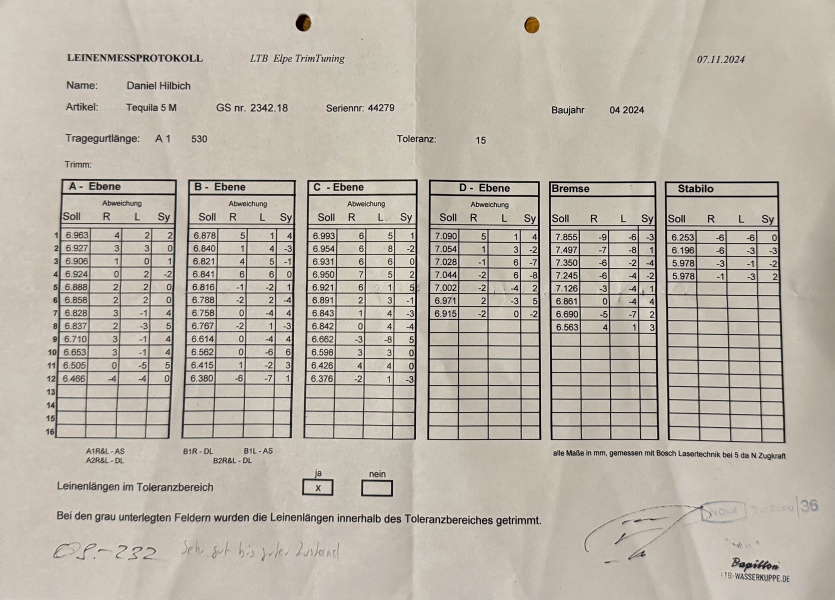 LEINENMESSPROTOKOLL LTB Elpe TrimTuning 07.11.2024
Name: Daniel Hilbich
Artikel: Tequila 5 M GS nr. 2342.18 Seriennr: 44279 Baujahr 04 2024
Tragegurtlänge: A 1 530 Toleranz: 15
Trimm:
A - Ebene B - Ebene C - Ebene D - Ebene Bremse Stabilo
Abweichung Abweichung Abweichung
Soll R L Sy Soll R L Sy Soll R L Sy Soll R L Sy Soll R L Sy Soll R L Sy
1 6.963 4 2 2 6.878 5 1 4 6.993 6 5 1 7.090 5 1 4 7.855 -9 -6 -3 6.253 -6 -6 0
2 6.927 3 3 0 6.840 1 4 -3 6.954 6 8 -2 7.054 1 3 -2 7.497 -7 -8 1 6.196 -6 -3 -3
3 6.906 1 0 1 6.821 4 5 -1 6.931 6 6 0 7.028 -1 6 -7 7.350 -6 -2 -4 5.978 -3 -1 -2
4 6.924 0 2 -2 6.841 6 6 0 6.950 7 5 2 7.044 -2 6 -8 7.245 -6 -4 -2 5.978 -1 -3 2
5 6.888 2 2 0 6.816 -1 -2 1 6.921 6 1 5 7.002 -2 -4 2 7.126 -3 -4 1
6 6.858 2 2 0 6.788 -2 2 -4 6.891 2 3 -1 6.971 2 -3 5 6.861 0 -4 4
7 6.828 3 -1 4 6.758 0 -4 4 6.843 1 4 -3 6.915 -2 0 -2 6.690 -5 -7 2
8 6.837 2 -3 5 6.767 -2 1 -3 6.842 0 4 -4 6.563 4 1 3
9 6.710 3 -1 4 6.614 0 -4 4 6.662 -3 -8 5
10 6.653 3 -1 4 6.562 0 -6 6 6.598 3 3 0
11 6.505 0 -5 5 6.415 1 -2 3 6.426 4 4 0
12 6.466 -4 -4 0 6.380 -6 -7 1 6.376 -2 1 -3
13
14
15
16
A1R&L - AS B1R - DL B1L - AS
A2R&L - DL B2R&L - DL
alle Maße in mm, gemessen mit Bosch Lasertechnik bei 5 da N Zugkraft
ja nein
Leinenlängen im Toleranzbereich x
Bei den grau unterlegten Feldern wurden die Leinenlängen innerhalb des Toleranzbereiches getrimmt.
36
Sehr gut bis guter Zustand
Papillon
LTB-WASSERKUPPE.DE